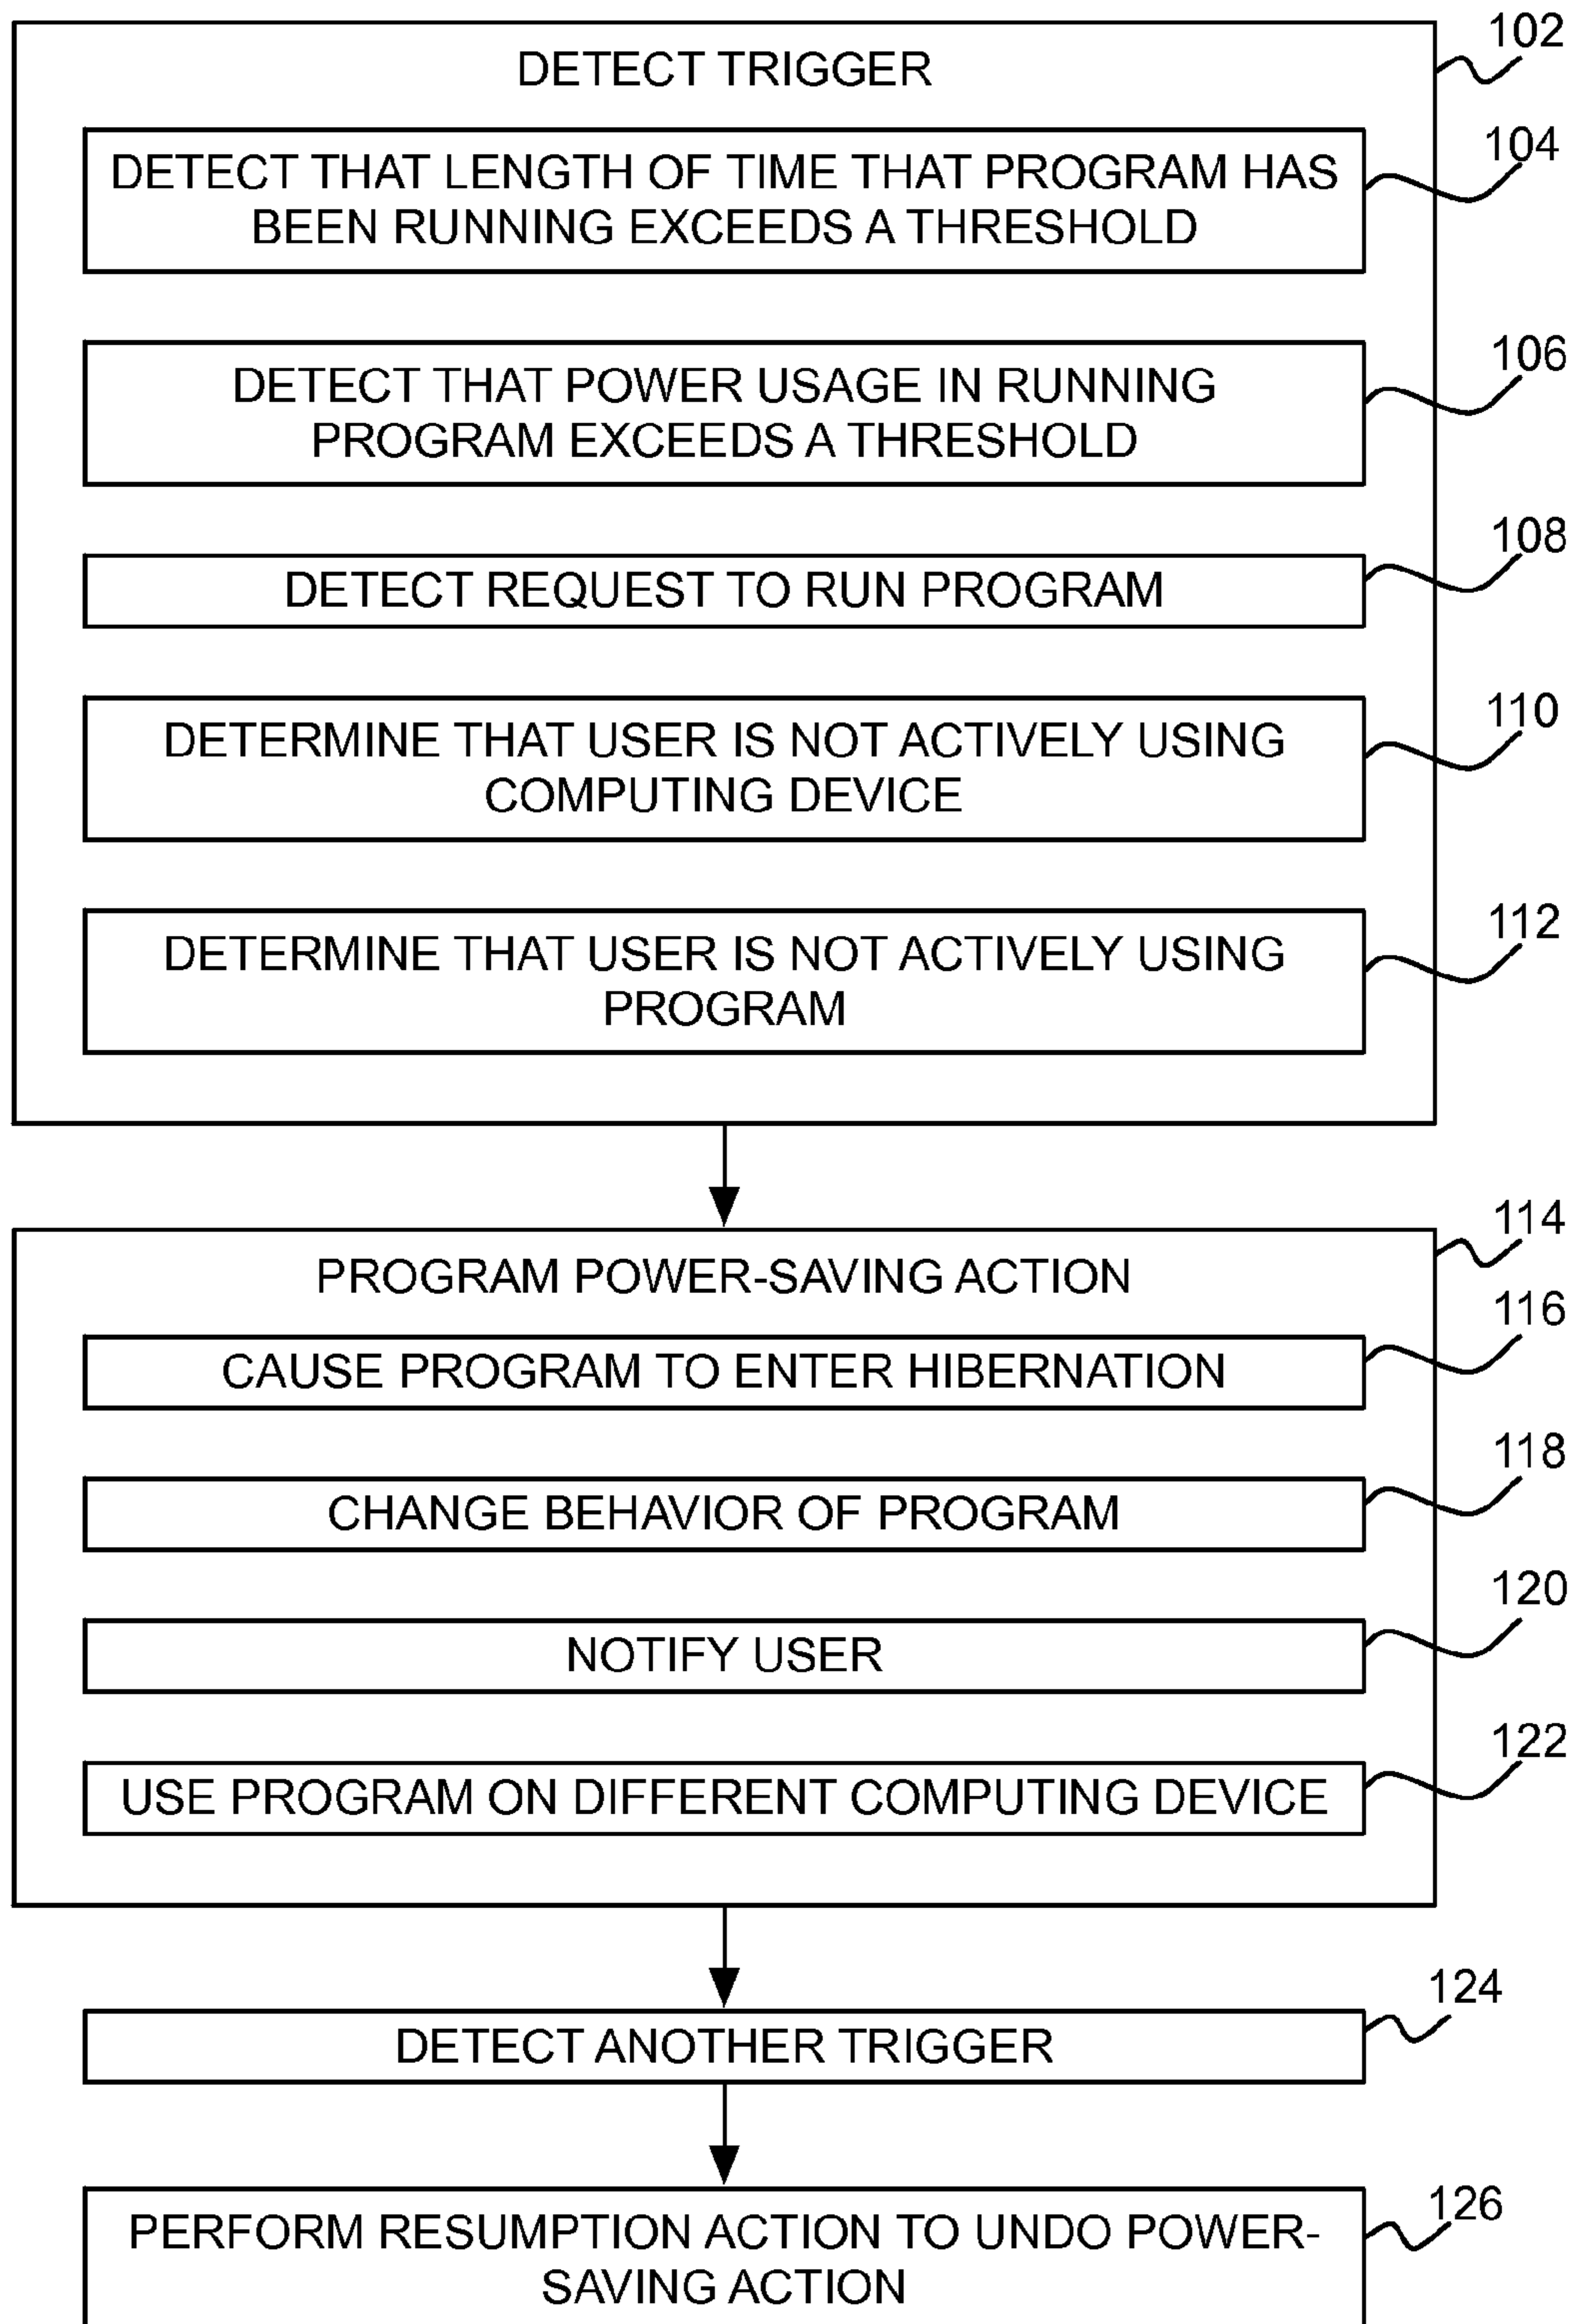 102
DETECT TRIGGER
104
DETECT THAT LENGTH OF TIME THAT PROGRAM HAS
BEEN RUNNING EXCEEDS A THRESHOLD
106
DETECT THAT POWER USAGE IN RUNNING
PROGRAM EXCEEDS A THRESHOLD
108
DETECT REQUEST TO RUN PROGRAM
110
DETERMINE THAT USER IS NOT ACTIVELY USING
COMPUTING DEVICE
112
DETERMINE THAT USER IS NOT ACTIVELY USING
PROGRAM
114
PROGRAM POWER-SAVING ACTION
116
CAUSE PROGRAM TO ENTER HIBERNATION
118
CHANGE BEHAVIOR OF PROGRAM
120
NOTIFY USER
122
USE PROGRAM ON DIFFERENT COMPUTING DEVICE
124
DETECT ANOTHER TRIGGER
126
PERFORM RESUMPTION ACTION TO UNDO POWER-
SAVING ACTION